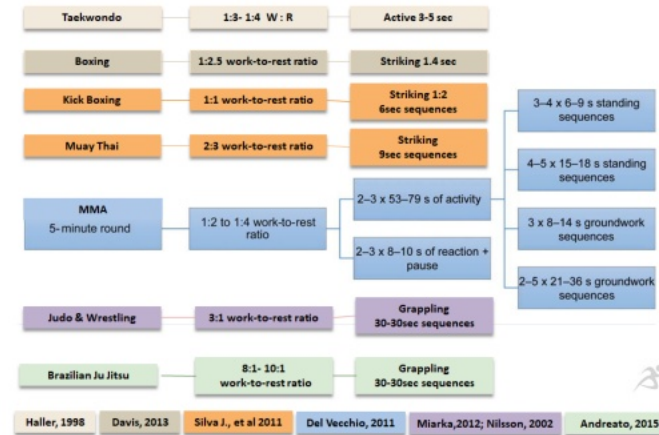 Taekwondo
1:3- 1:4 W : R
Active 3-5 sec
Boxing
1:2.5 work-to-rest ratio
Striking 1.4 sec
Kick Boxing
1:1 work-to-rest ratio
Striking 1:2
6sec sequences
Muay Thai
2:3 work-to-rest ratio
Striking
9sec sequences
MMA
5- minute round
1:2 to 1:4 work-to-rest
ratio
2–3 x 53–79 s of activity
2–3 x 8–10 s of reaction +
pause
3–4 x 6–9 s standing
sequences
4–5 x 15–18 s standing
sequences
3 x 8–14 s groundwork
sequences
2–5 x 21–36 s groundwork
sequences
Judo & Wrestling
3:1 work-to-rest ratio
Grappling
30-30sec sequences
Brazilian Ju Jitsu
8:1- 10:1
work-to-rest ratio
Grappling
30-30sec sequences
Haller, 1998
Davis, 2013
Silva J., et al 2011
Del Vecchio, 2011
Miarka,2012; Nilsson, 2002
Andreato, 2015